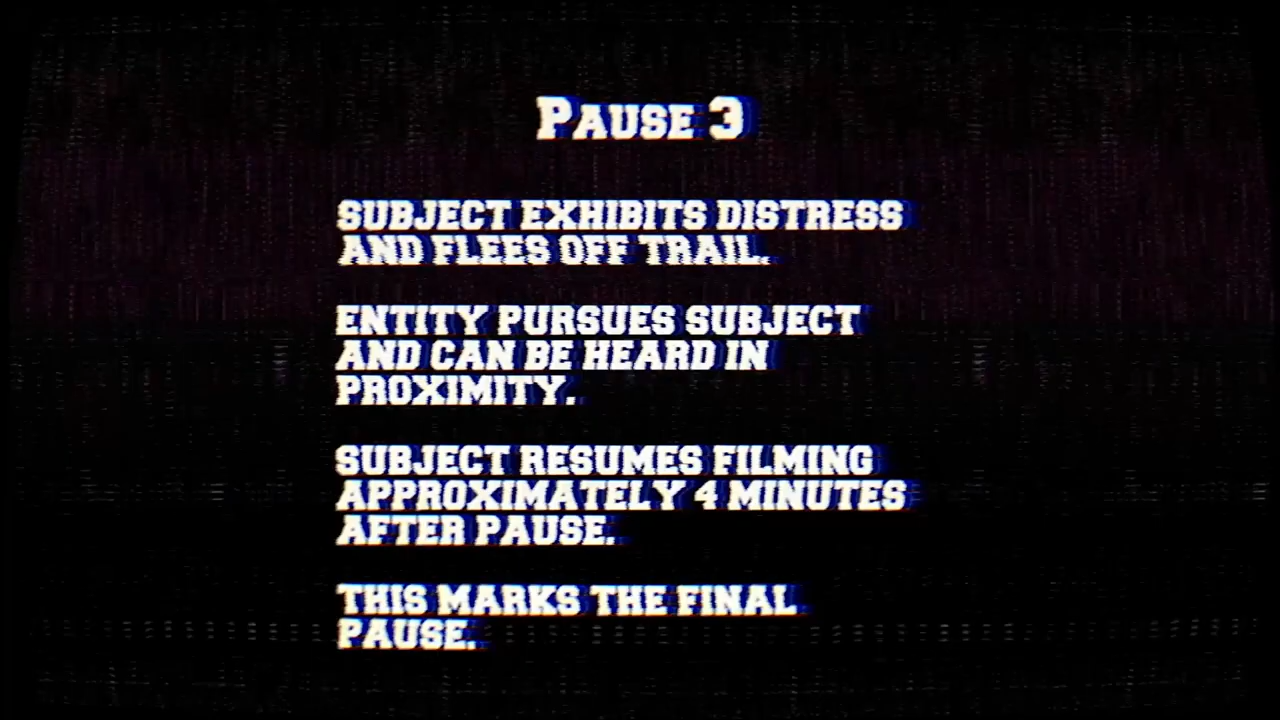 PAUSE 3
SUBJECT EXHIBITS DISTRESS
AND FLEES OFF TRAIL.
ENTITY PURSUES SUBJECT
AND CAN BE HEARD IN
PROXIMITY.
SUBJECT RESUMES FILMING
APPROXIMATELY 4 MINUTES
AFTER PAUSE.
THIS MARKS THE FINAL
PAUSE.